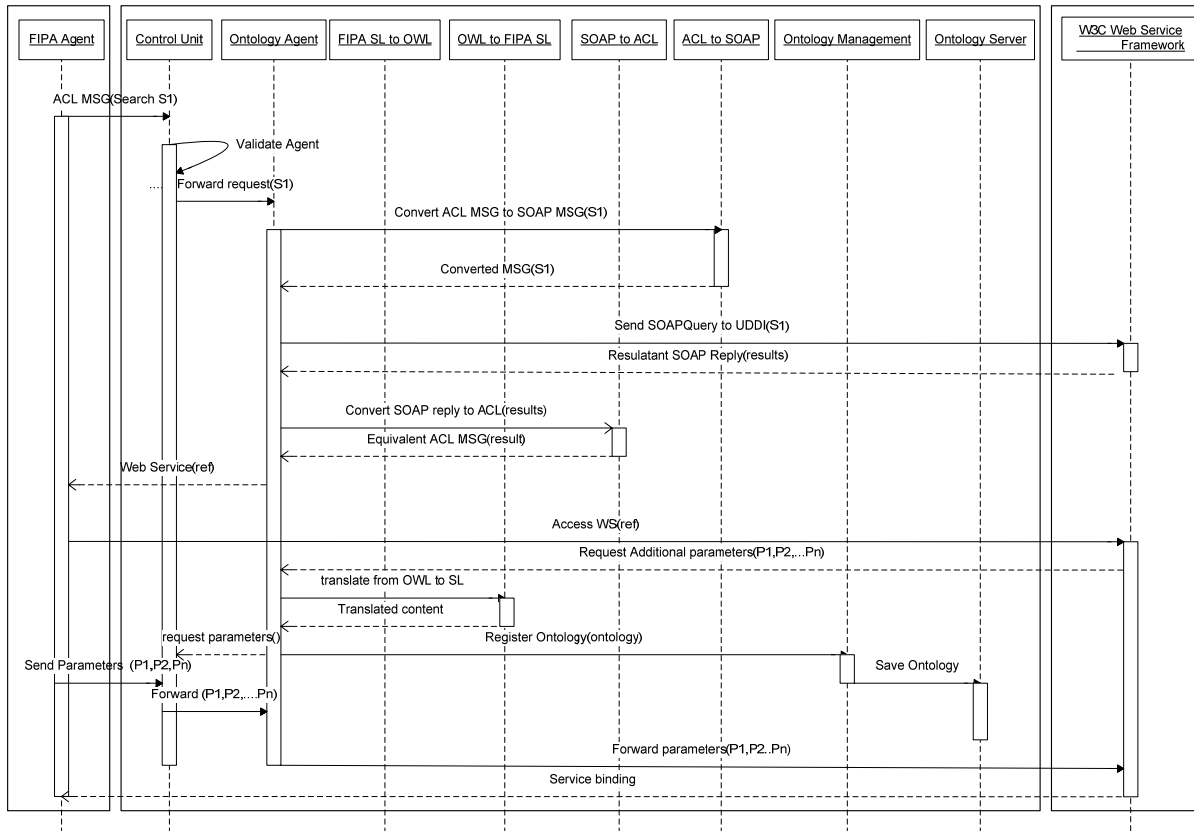 FIPA Agent
Control Unit
Ontology Agent
FIPA SL to OWL
OWL to FIPA SL
SOAP to ACL
ACL to SOAP
Ontology Management
Ontology Server
W3C Web Service
Framework
ACL MSG(Search S1)
Validate Agent
.... Forward request(S1)
Convert ACL MSG to SOAP MSG(S1)
Converted MSG(S1)
Send SOAPQuery to UDDI(S1)
Resulatant SOAP Reply(results)
Convert SOAP reply to ACL(results)
Equivalent ACL MSG(result)
Web Service(ref)
Access WS(ref)
Request Additional parameters(P1,P2,...Pn)
translate from OWL to SL
Translated content
request parameters()
Register Ontology(ontology)
Send Parameters (P1,P2,Pn)
Save Ontology
Forward (P1,P2,....Pn)
Forward parameters(P1,P2..Pn)
Service binding